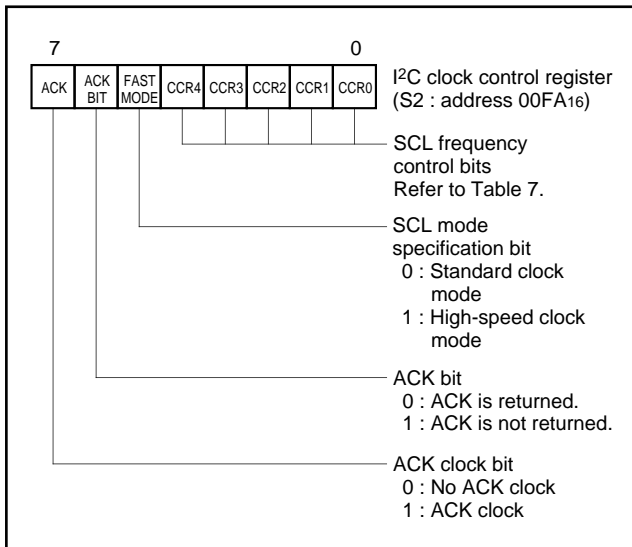 7 0
ACK ACK BIT FAST MODE CCR4 CCR3 CCR2 CCR1 CCR0
I2C clock control register
(S2 : address 00FA16)
SCL frequency
control bits
Refer to Table 7.
SCL mode
specification bit
0 : Standard clock
mode
1 : High-speed clock
mode
ACK bit
0 : ACK is returned.
1 : ACK is not returned.
ACK clock bit
0 : No ACK clock
1 : ACK clock